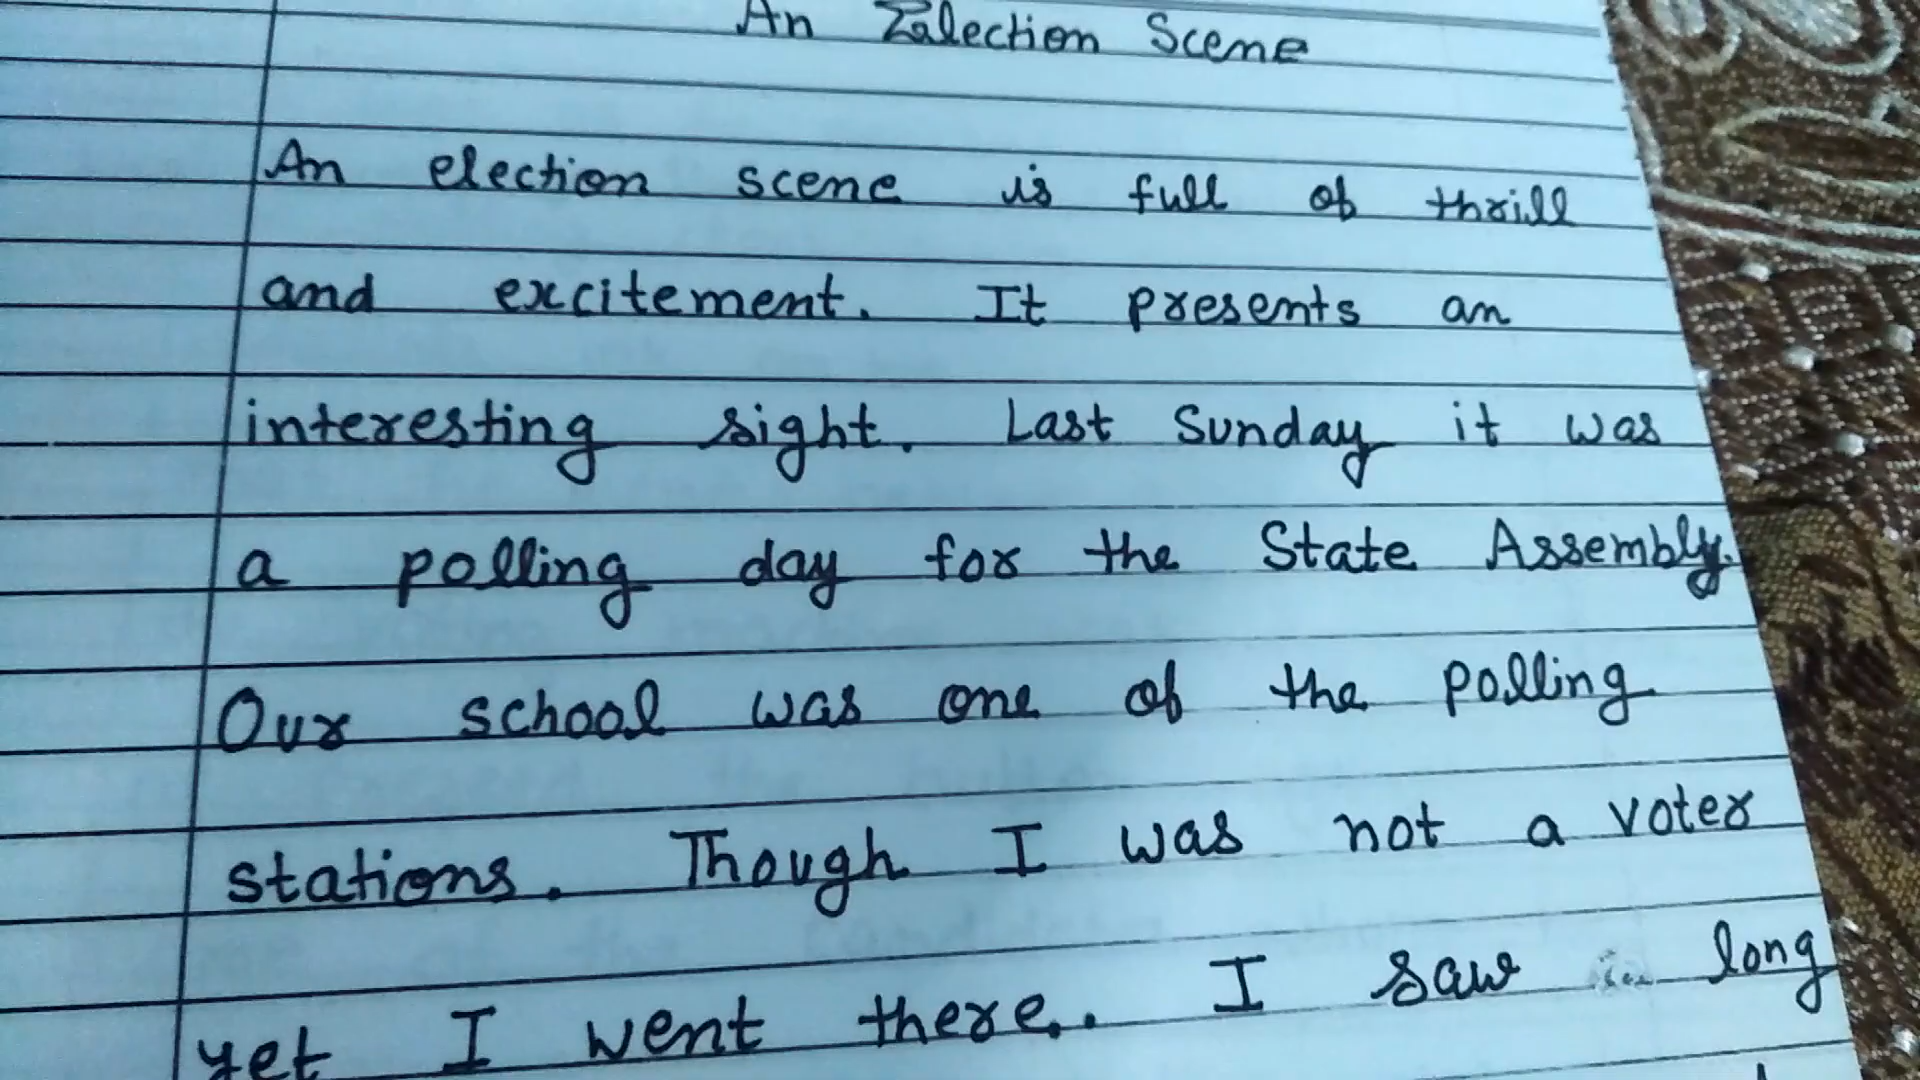 An Election Scene
An election scene is full of thrill
and excitement. It presents an
interesting sight. Last Sunday it was
a polling day for the State Assembly.
Our school was one of the polling
stations. Though I was not a voter
yet I went there. I saw long